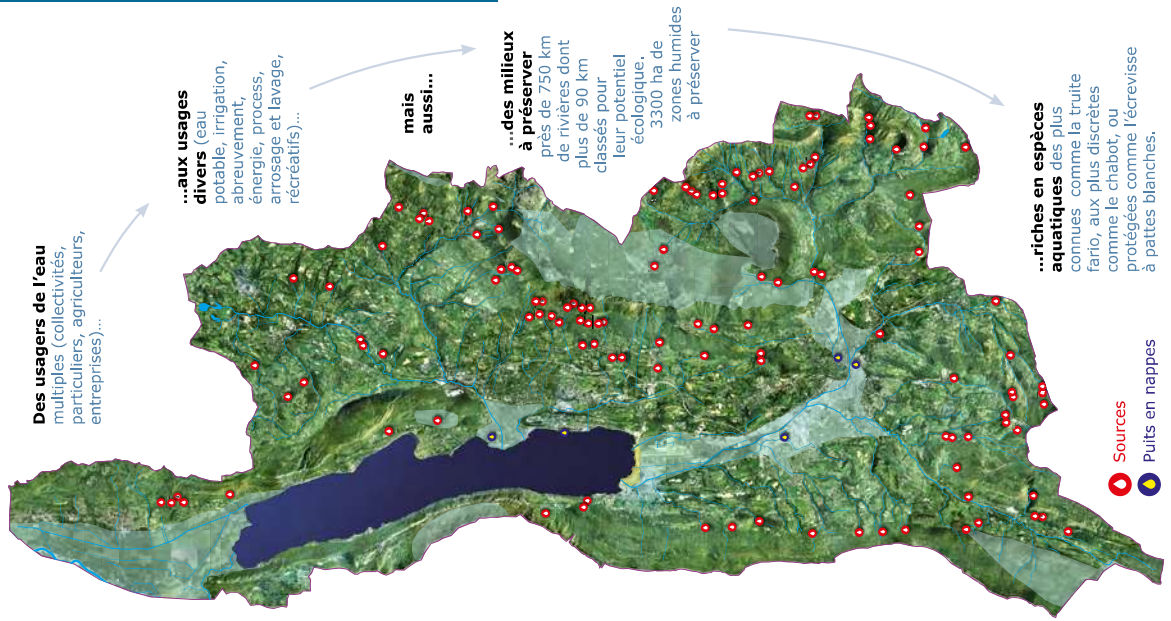 Des usagers de l'eau
multiples (collectivités,
particuliers, agriculteurs,
entreprises)...
...aux usages
divers (eau
potable, irrigation,
abreuvement,
énergie, process,
arrosage et lavage,
récréatifs)...
mais
aussi...
...des milieux
à préserver
près de 750 km
de rivières dont
plus de 90 km
classés pour
leur potentiel
écologique.
3300 ha de
zones humides
à préserver
...riches en espèces
aquatiques des plus
connues comme la truite
fario, aux plus discrètes
comme le chabot, ou
protégées comme l'écrevisse
à pattes blanches.
Sources
Puits en nappes